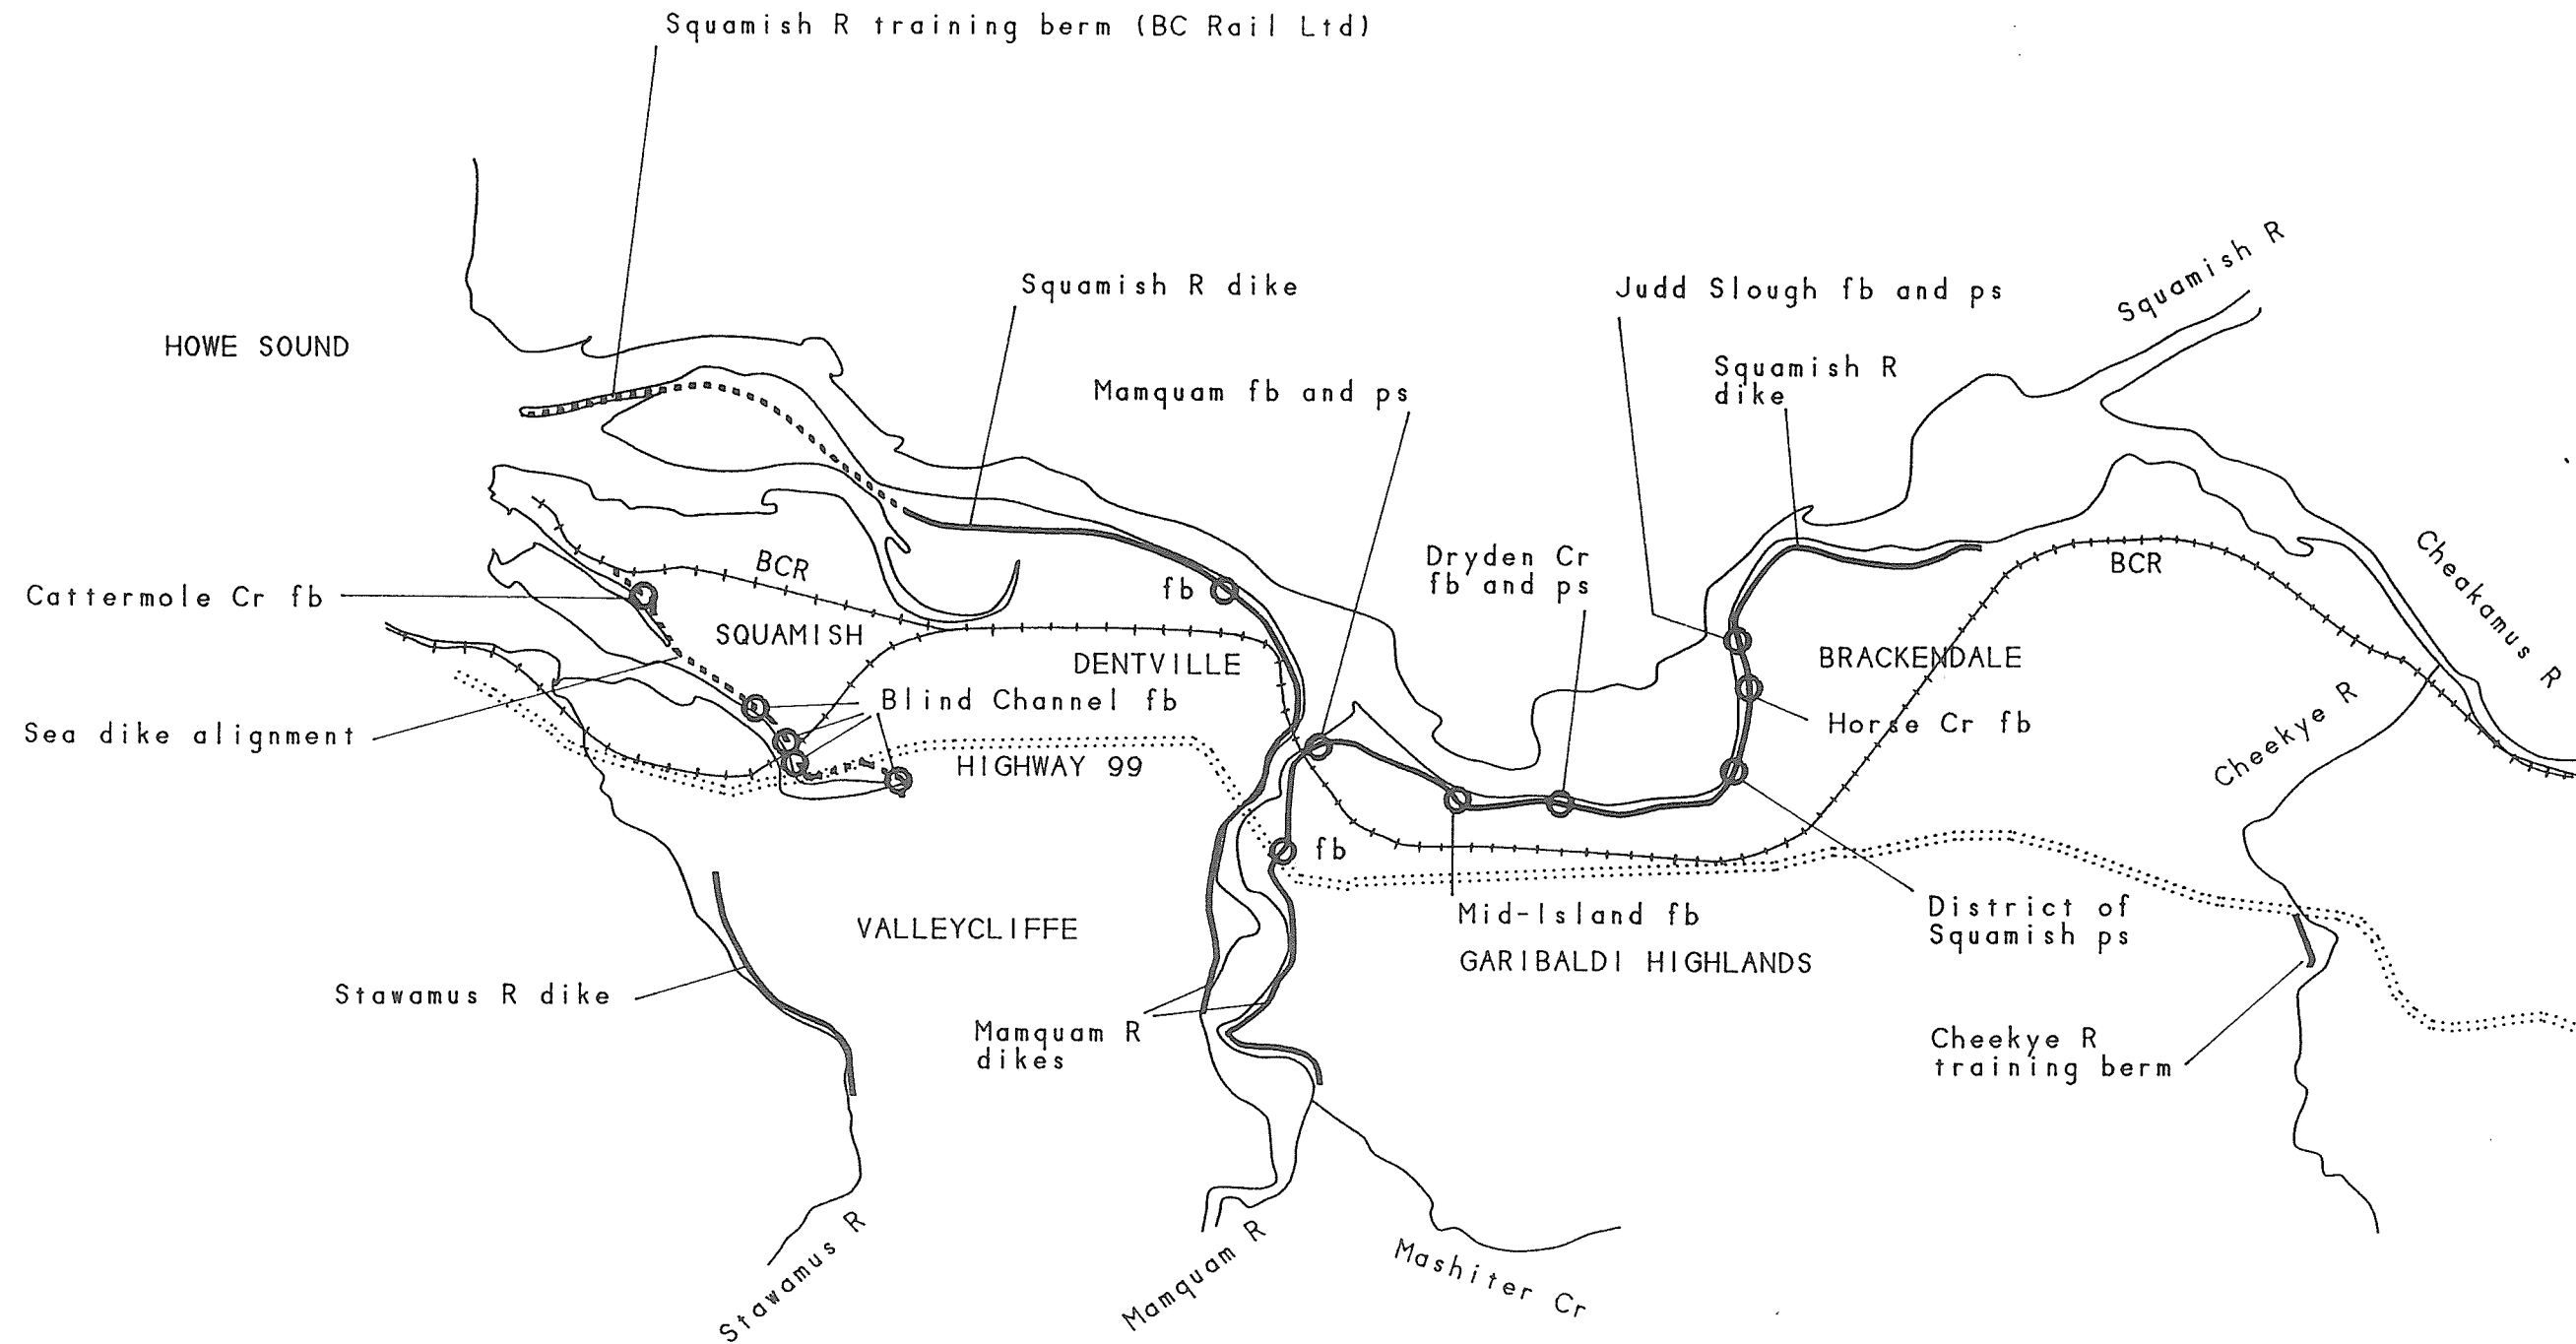 Squamish R training berm (BC Rail Ltd)
Squamish R
Squamish R dike
Judd Slough fb and ps
HOWE SOUND
Squamish R
dike
Mamquam fb and ps
Dryden Cr
fb and ps
BCR
BCR
Cheakamus R
Cattermole Cr fb
fb
SQUAMISH
DENTVILLE
BRACKENDALE
Blind Channel fb
Horse Cr fb
Cheekye R
Sea dike alignment
HIGHWAY 99
fb
Mid-Island fb
District of
Squamish ps
VALLEYCLIFFE
GARIBALDI HIGHLANDS
Stawamus R dike
Mamquam R
dikes
Cheekye R
training berm
Stawamus R
Mamquam R
Mashiter Cr